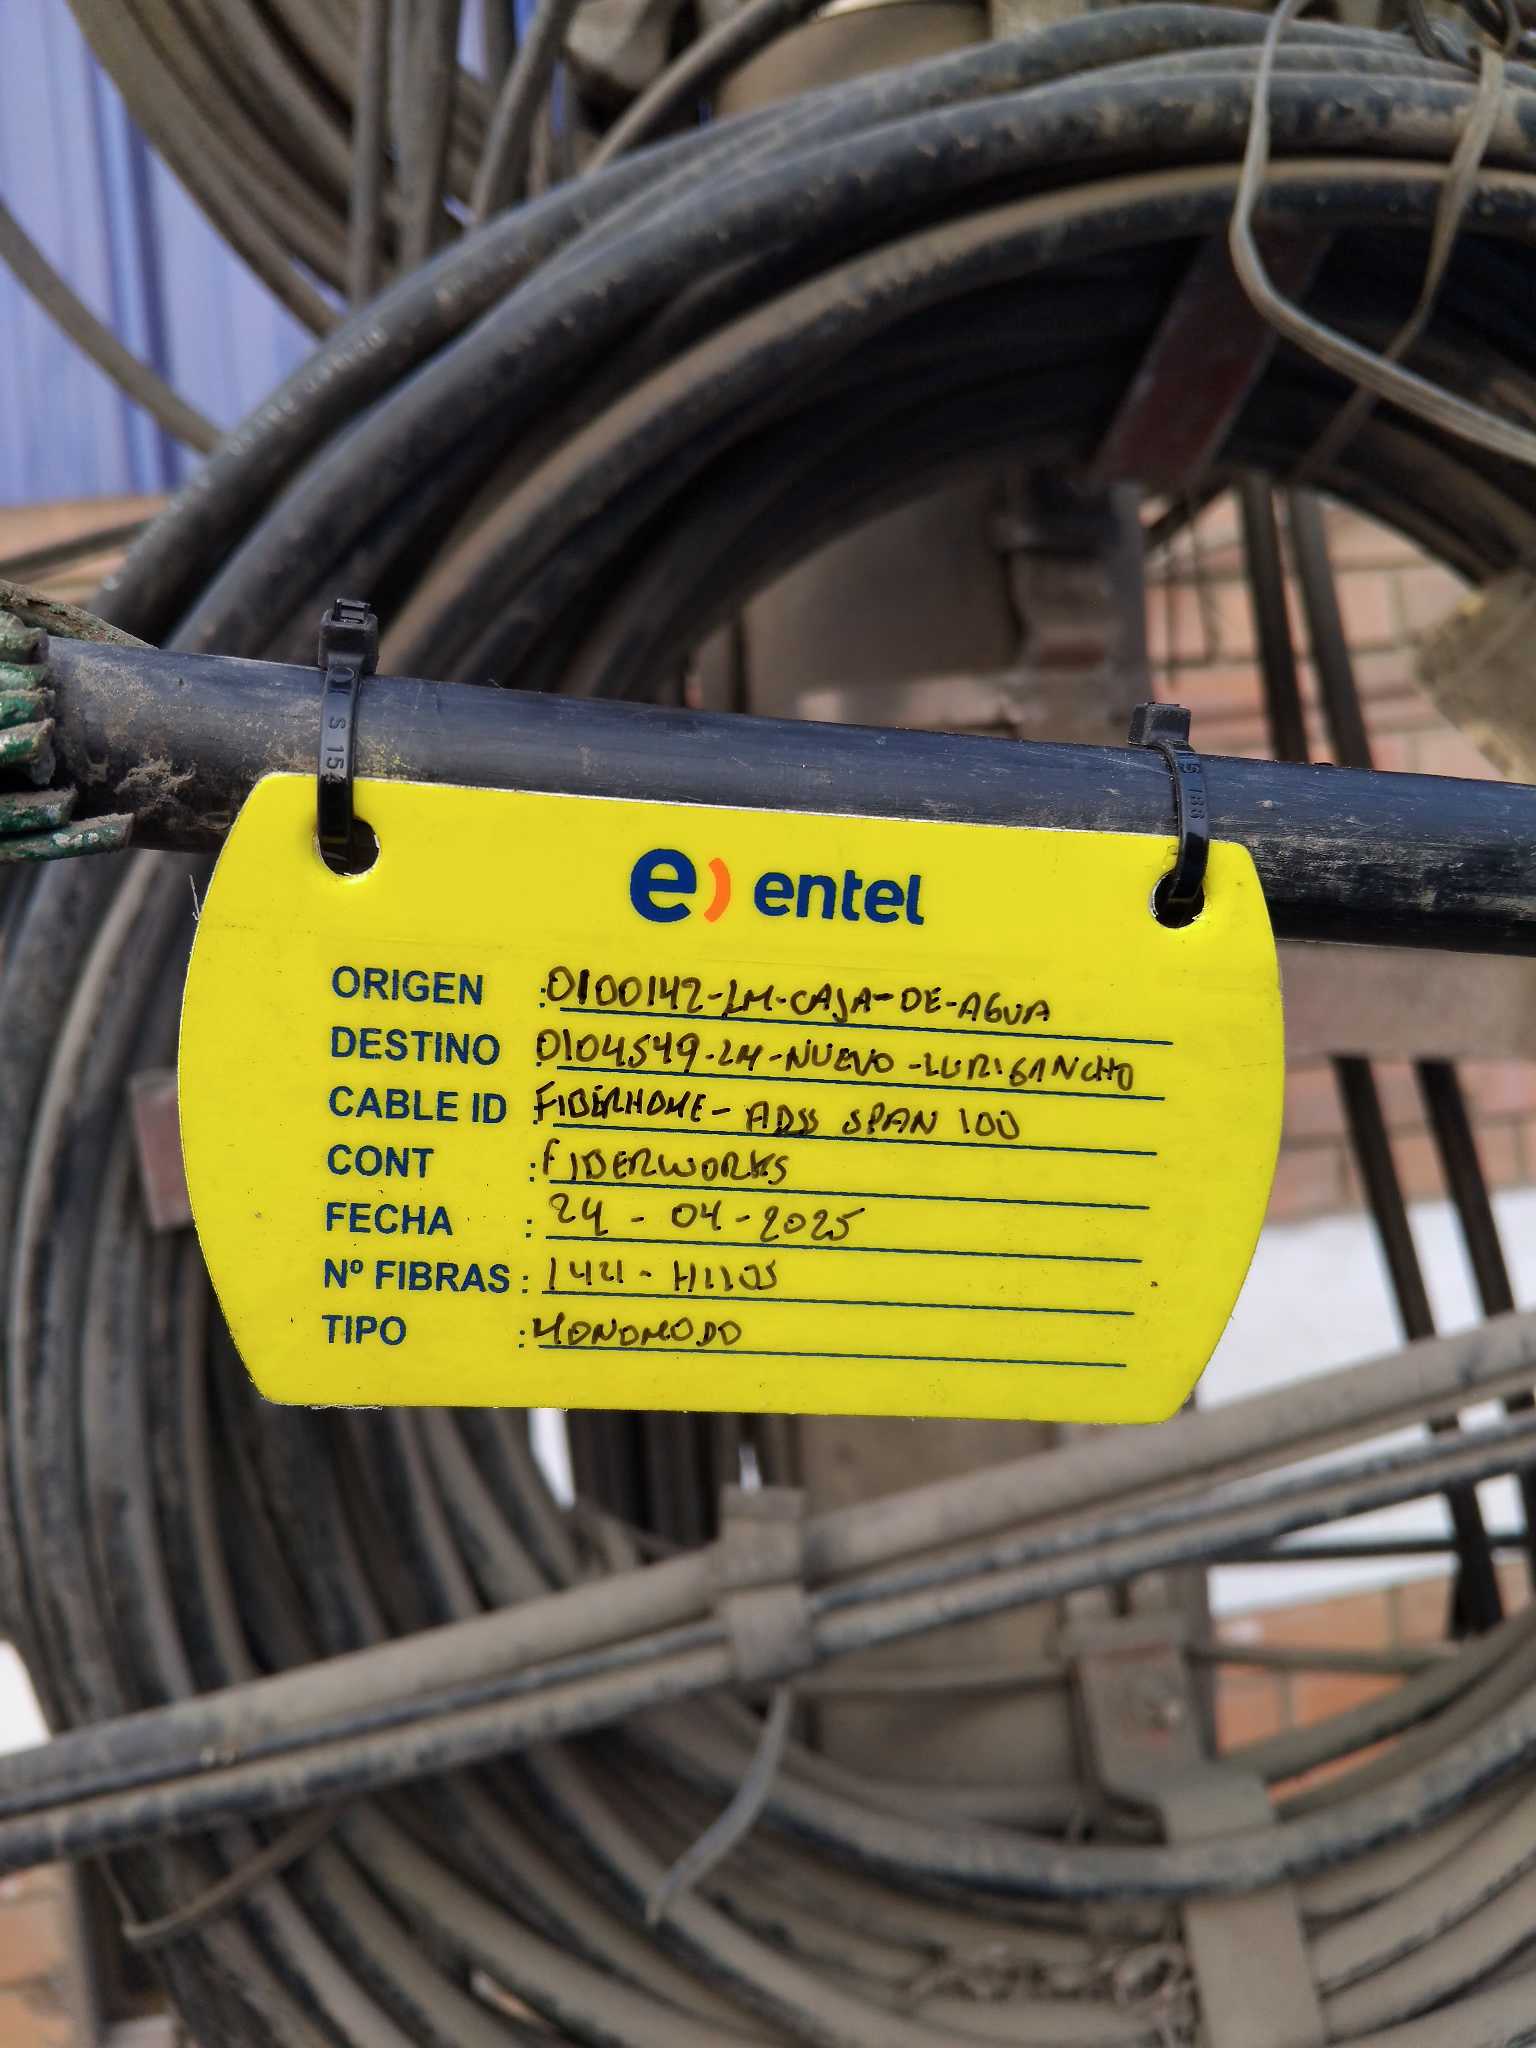 e) entel
ORIGEN : 0100142-LM-CAJA-DE-AGUA
DESTINO : 0104549-LM-NUEVO-LURIGANCHO
CABLE ID : FIBERHOME- ADSS SPAN 100
CONT : FIBERWORKS
FECHA : 24 - 04 - 2025
Nº FIBRAS : 144 - HILOS
TIPO : MONOMODO